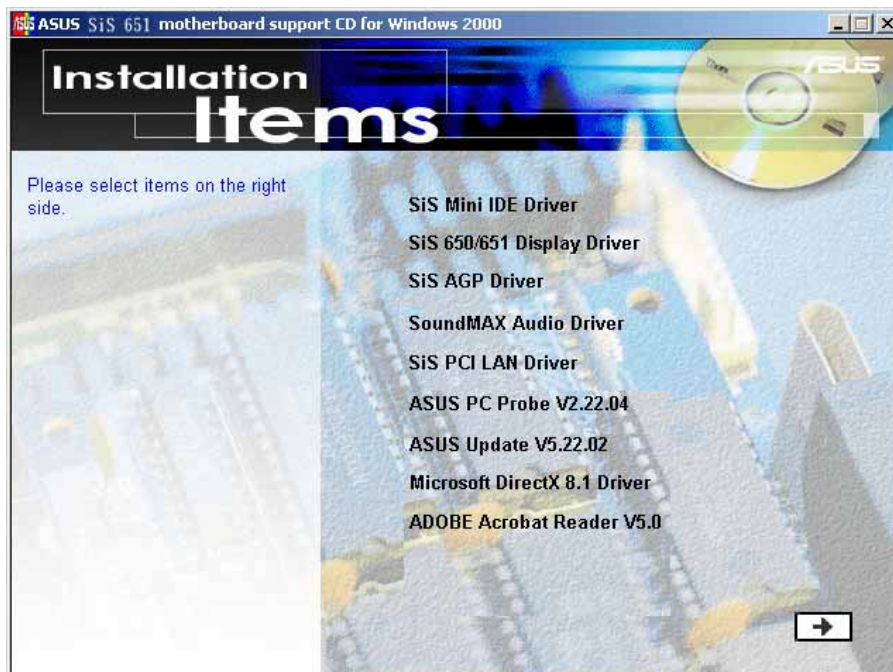 ASUS SiS 651 motherboard support CD for Windows 2000
Installation
Items
ASUS
Please select items on the right
side.
SiS Mini IDE Driver
SiS 650/651 Display Driver
SiS AGP Driver
SoundMAX Audio Driver
SiS PCI LAN Driver
ASUS PC Probe V2.22.04
ASUS Update V5.22.02
Microsoft DirectX 8.1 Driver
ADOBE Acrobat Reader V5.0